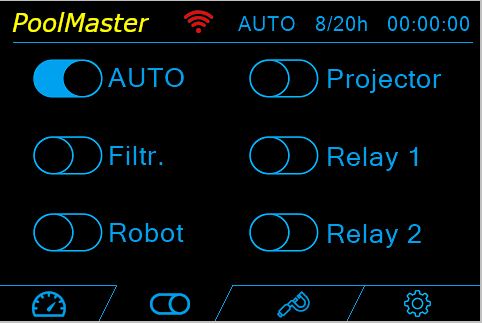 PoolMaster AUTO 8/20h 00:00:00
AUTO Projector
Filtr. Relay 1
Robot Relay 2